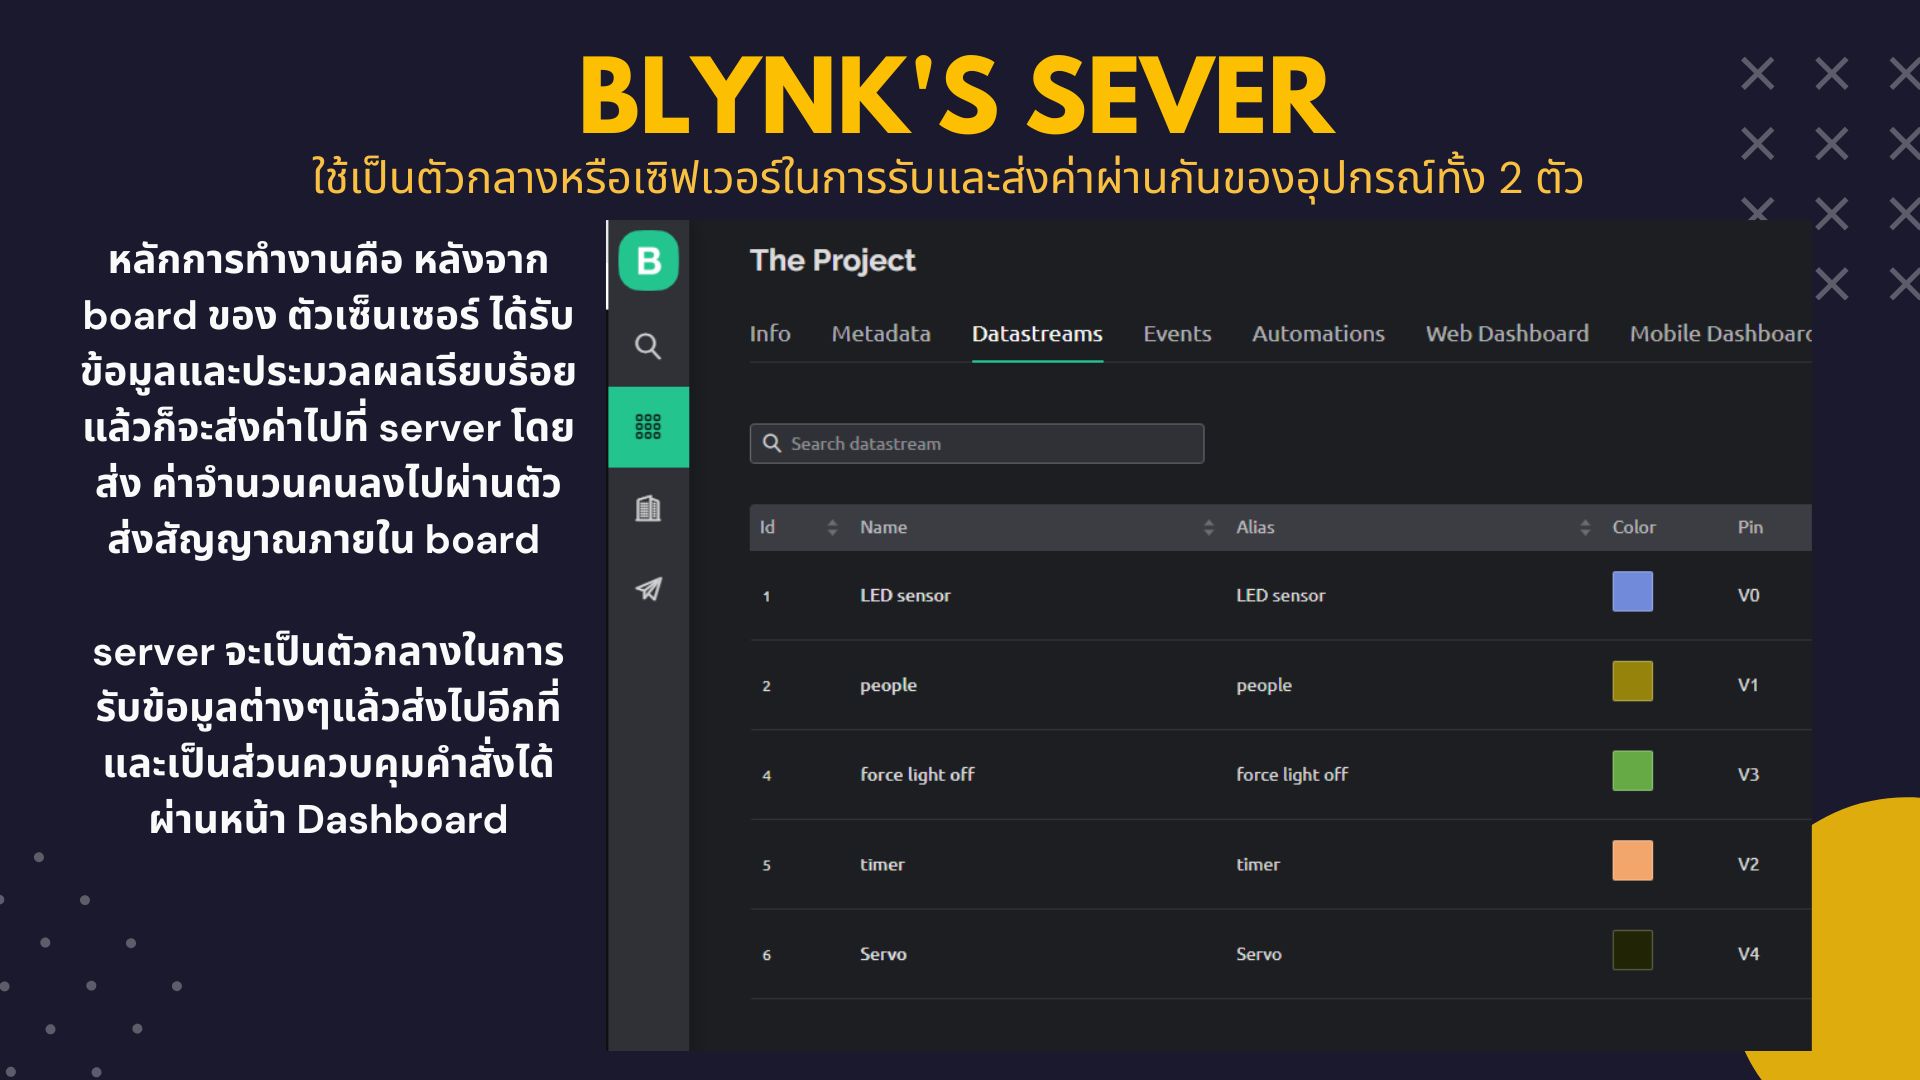 BLYNK'S SEVER
ใช้เป็นตัวกลางหรือเซิฟเวอร์ในการรับและส่งค่าผ่านกันของอุปกรณ์ทั้ง 2 ตัว
หลักการทำงานคือ หลังจาก
board ของ ตัวเซ็นเซอร์ ได้รับ
ข้อมูลและประมวลผลเรียบร้อย
แล้วก็จะส่งค่าไปที่ server โดย
ส่ง ค่าจำนวนคนลงไปผ่านตัว
ส่งสัญญาณภายใน board
server จะเป็นตัวกลางในการ
รับข้อมูลต่างๆแล้วส่งไปอีกที่
และเป็นส่วนควบคุมคำสั่งได้
ผ่านหน้า Dashboard
B
The Project
Info Metadata Datastreams Events Automations Web Dashboard Mobile Dashboard
Search datastream
Id Name Alias Color Pin
1 LED sensor LED sensor V0
2 people people V1
4 force light off force light off V3
5 timer timer V2
6 Servo Servo V4